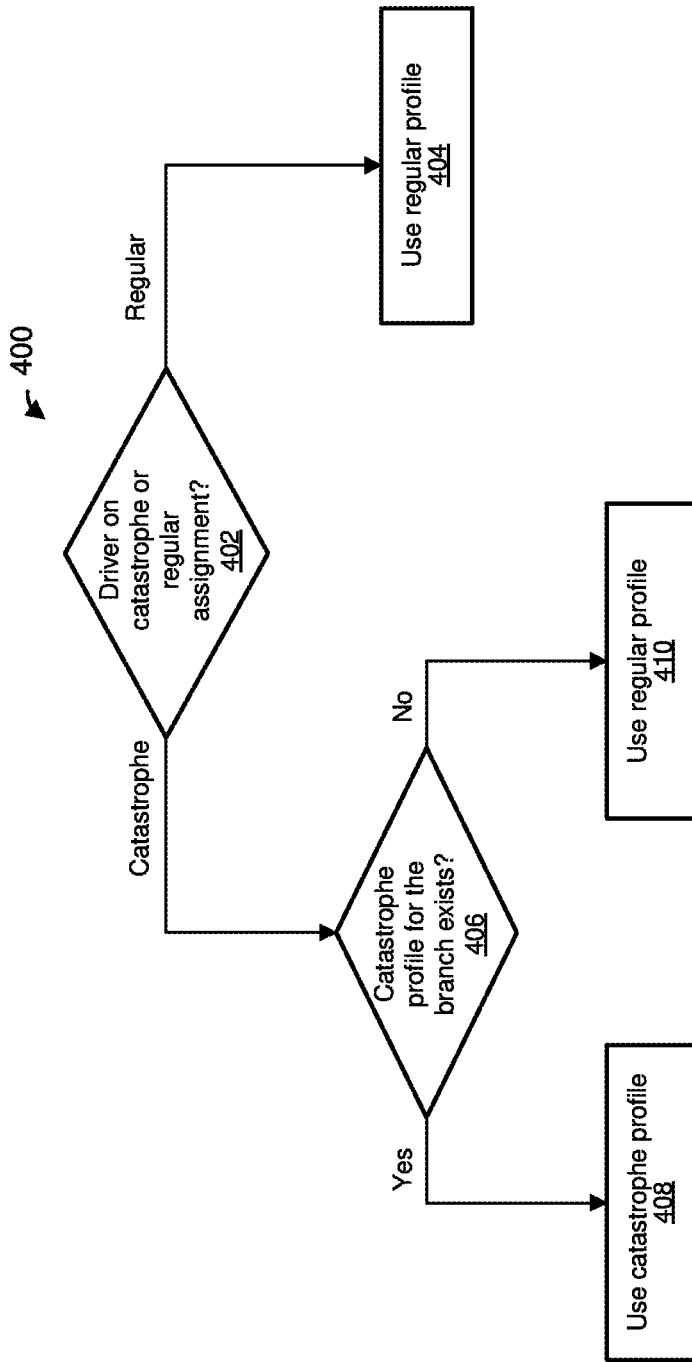 400
Driver on
catastrophe or
regular
assignment?
402
Catastrophe
Regular
Use regular profile
404
Catastrophe
profile for the
branch exists?
406
Yes
No
Use catastrophe profile
408
Use regular profile
410